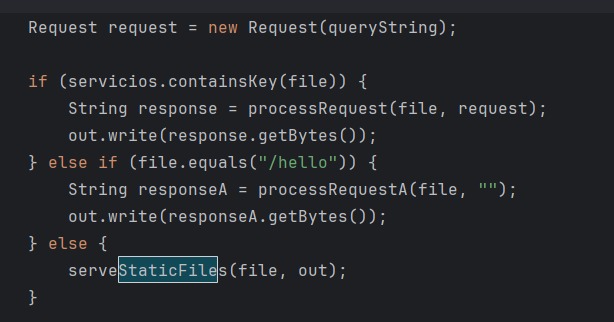 Request request = new Request(queryString);
if (servicios.containsKey(file)) {
String response = processRequest(file, request);
out.write(response.getBytes());
} else if (file.equals("/hello")) {
String responseA = processRequestA(file, "");
out.write(responseA.getBytes());
} else {
serveStaticFiles(file, out);
}